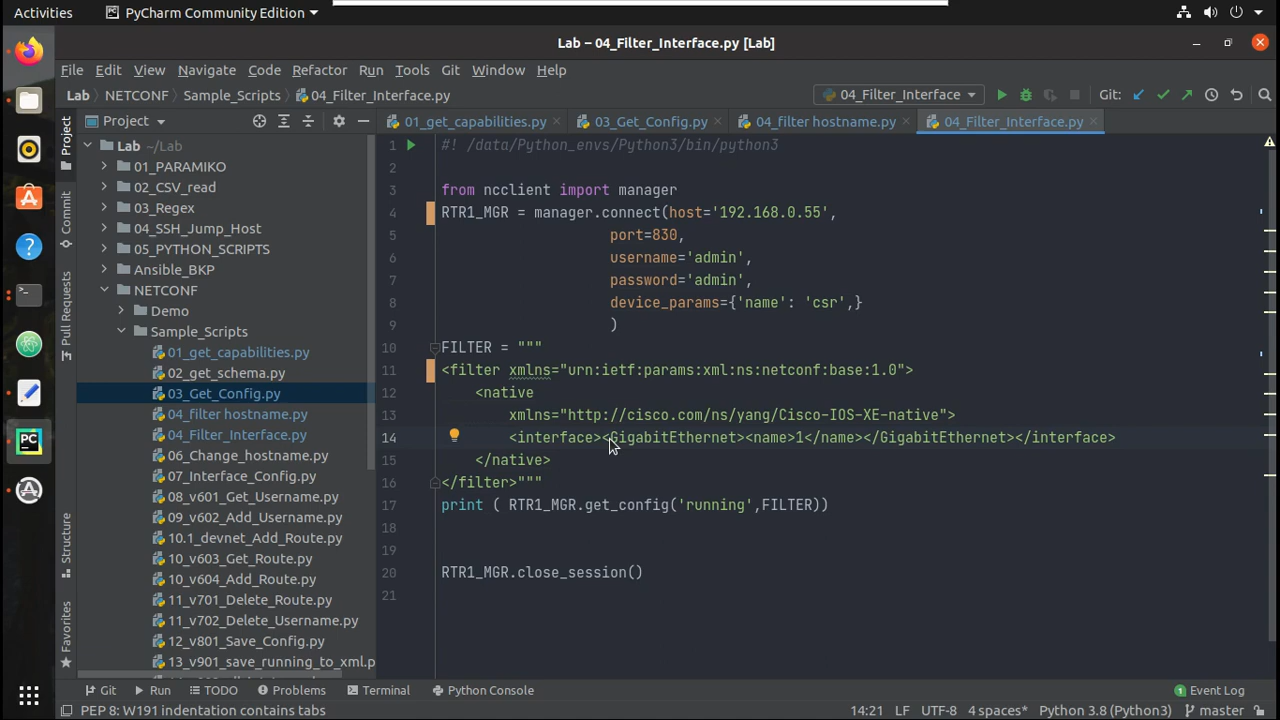 Activities PyCharm Community Edition
Lab – 04_Filter_Interface.py [Lab]
File Edit View Navigate Code Refactor Run Tools Git Window Help
Lab NETCONF Sample_Scripts 04_Filter_Interface.py 04_Filter_Interface Git:
Project 01_get_capabilities.py 03_Get_Config.py 04_filter hostname.py 04_Filter_Interface.py
Project
Commit
Pull Requests
Structure
Favorites
Lab ~/Lab
01_PARAMIKO
02_CSV_read
03_Regex
04_SSH_Jump_Host
05_PYTHON_SCRIPTS
Ansible_BKP
NETCONF
Demo
Sample_Scripts
01_get_capabilities.py
02_get_schema.py
03_Get_Config.py
04_filter hostname.py
04_Filter_Interface.py
06_Change_hostname.py
07_Interface_Config.py
08_v601_Get_Username.py
09_v602_Add_Username.py
10.1_devnet_Add_Route.py
10_v603_Get_Route.py
10_v604_Add_Route.py
11_v701_Delete_Route.py
11_v702_Delete_Username.py
12_v801_Save_Config.py
13_v901_save_running_to_xml.p
1 #! /data/Python_envs/Python3/bin/python3
2
3 from ncclient import manager
4 RTR1_MGR = manager.connect(host='192.168.0.55',
5 port=830,
6 username='admin',
7 password='admin',
8 device_params={'name': 'csr',}
9 )
10 FILTER = """
11 <filter xmlns="urn:ietf:params:xml:ns:netconf:base:1.0">
12 <native
13 xmlns="http://cisco.com/ns/yang/Cisco-IOS-XE-native">
14 <interface><GigabitEthernet><name>1</name></GigabitEthernet></interface>
15 </native>
16 </filter>"""
17 print ( RTR1_MGR.get_config('running',FILTER))
18
19
20 RTR1_MGR.close_session()
21
Git Run TODO Problems Terminal Python Console 1 Event Log
PEP 8: W191 indentation contains tabs 14:21 LF UTF-8 4 spaces* Python 3.8 (Python3) master